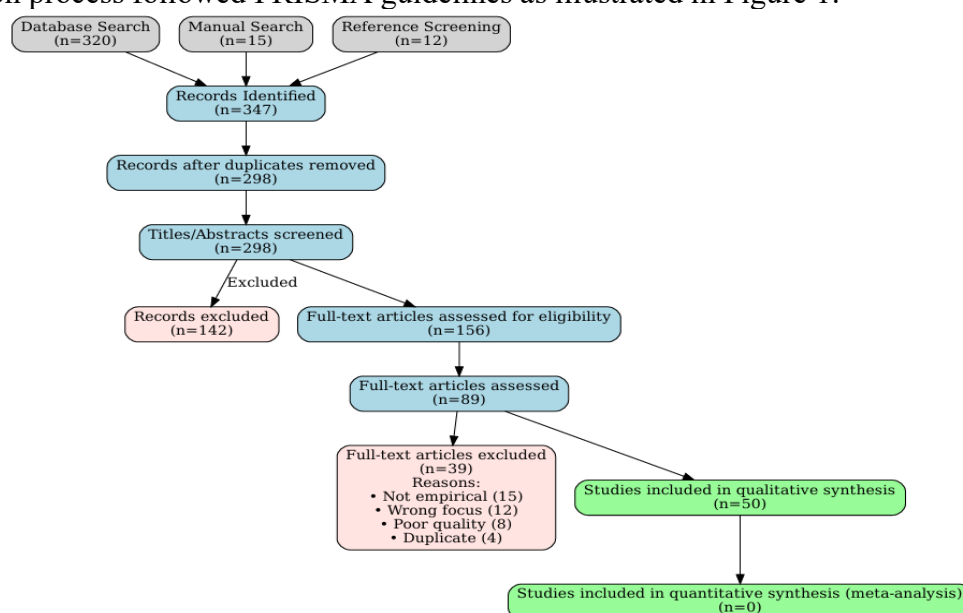 on process followed PRISMA guidelines as illustrated in Figure 1.
Database Search
(n=320)
Manual Search
(n=15)
Reference Screening
(n=12)
Records Identified
(n=347)
Records after duplicates removed
(n=298)
Titles/Abstracts screened
(n=298)
Excluded
Records excluded
(n=142)
Full-text articles assessed for eligibility
(n=156)
Full-text articles assessed
(n=89)
Full-text articles excluded
(n=39)
Reasons:
• Not empirical (15)
• Wrong focus (12)
• Poor quality (8)
• Duplicate (4)
Studies included in qualitative synthesis
(n=50)
Studies included in quantitative synthesis (meta-analysis)
(n=0)